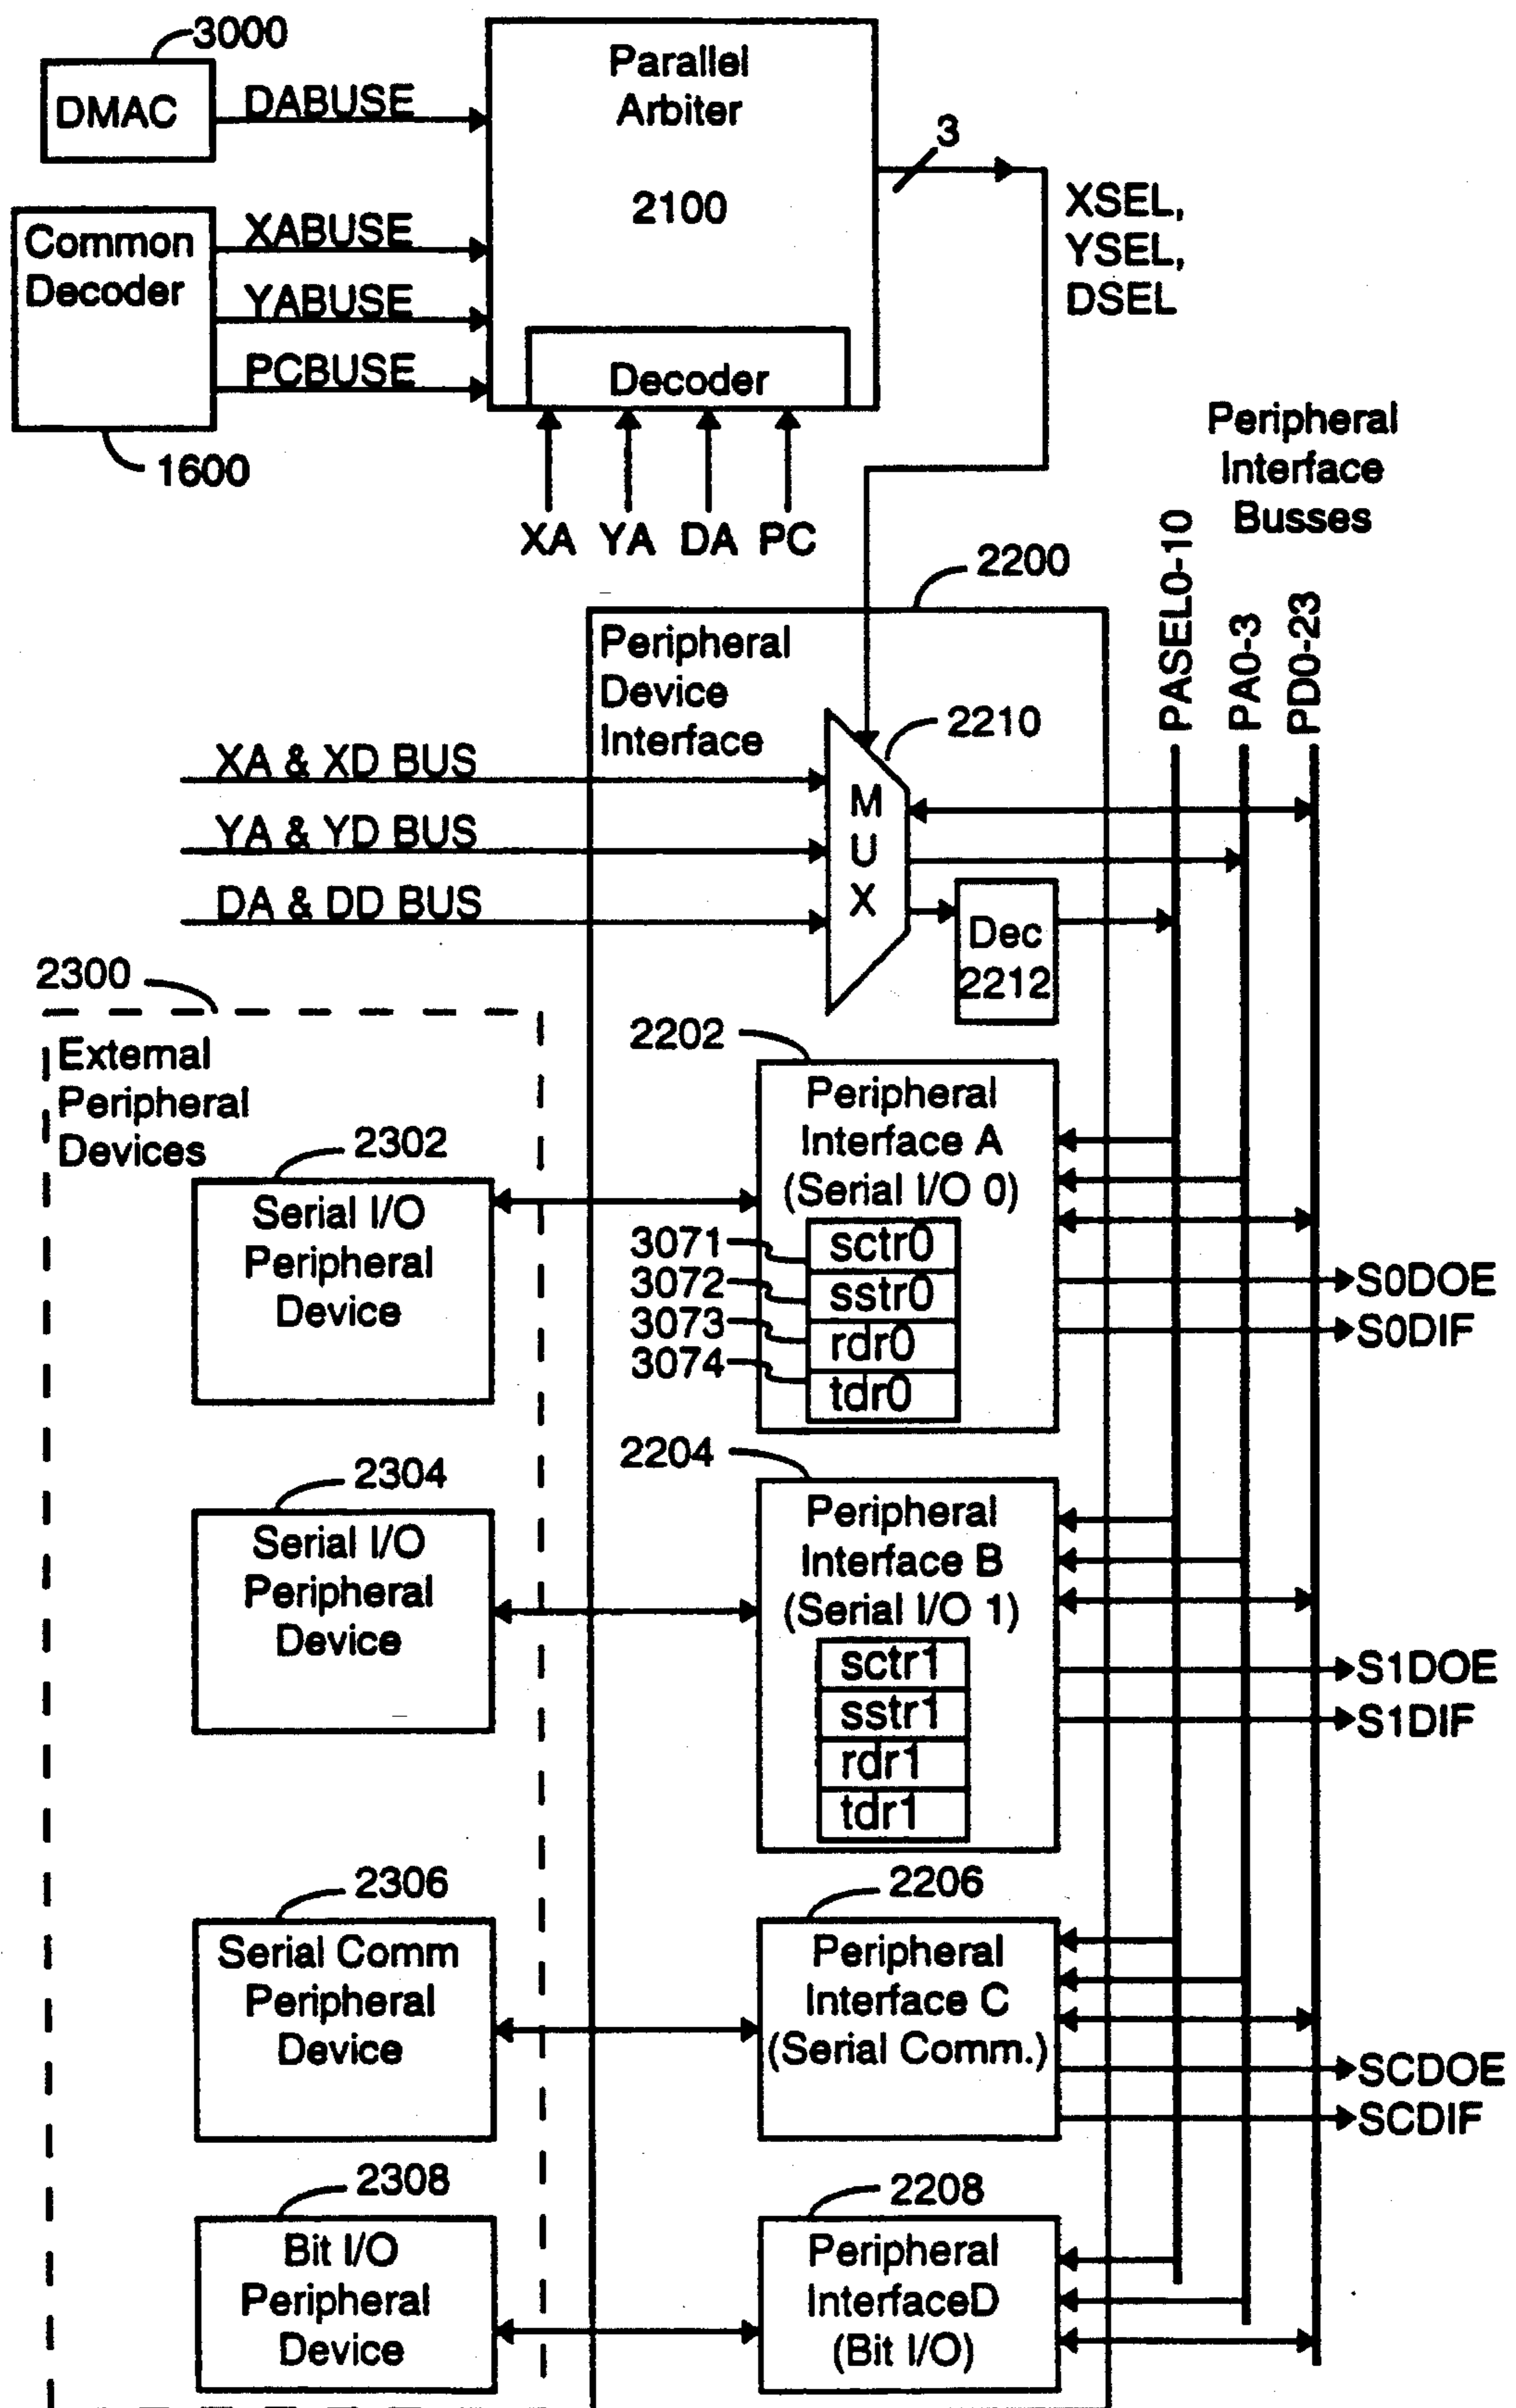 3000
DMAC
DABUSE
Parallel
Arbiter
2100
3
XSEL,
YSEL,
DSEL
Common
Decoder
XABUSE
YABUSE
PCBUSE
Decoder
1600
XA YA DA PC
Peripheral
Interface
Busses
PASEL0-10
PA0-3
PD0-23
2200
Peripheral
Device
Interface
2210
XA & XD BUS
YA & YD BUS
DA & DD BUS
M
U
X
Dec
2212
2300
External
Peripheral
Devices
2202
Peripheral
Interface A
(Serial I/O 0)
2302
Serial I/O
Peripheral
Device
3071
sctr0
3072
sstr0
3073
rdr0
3074
tdr0
S0DOE
S0DIF
2204
2304
Serial I/O
Peripheral
Device
Peripheral
Interface B
(Serial I/O 1)
sctr1
sstr1
rdr1
tdr1
S1DOE
S1DIF
2306
Serial Comm
Peripheral
Device
2206
Peripheral
Interface C
(Serial Comm.)
SCDOE
SCDIF
2308
Bit I/O
Peripheral
Device
2208
Peripheral
InterfaceD
(Bit I/O)